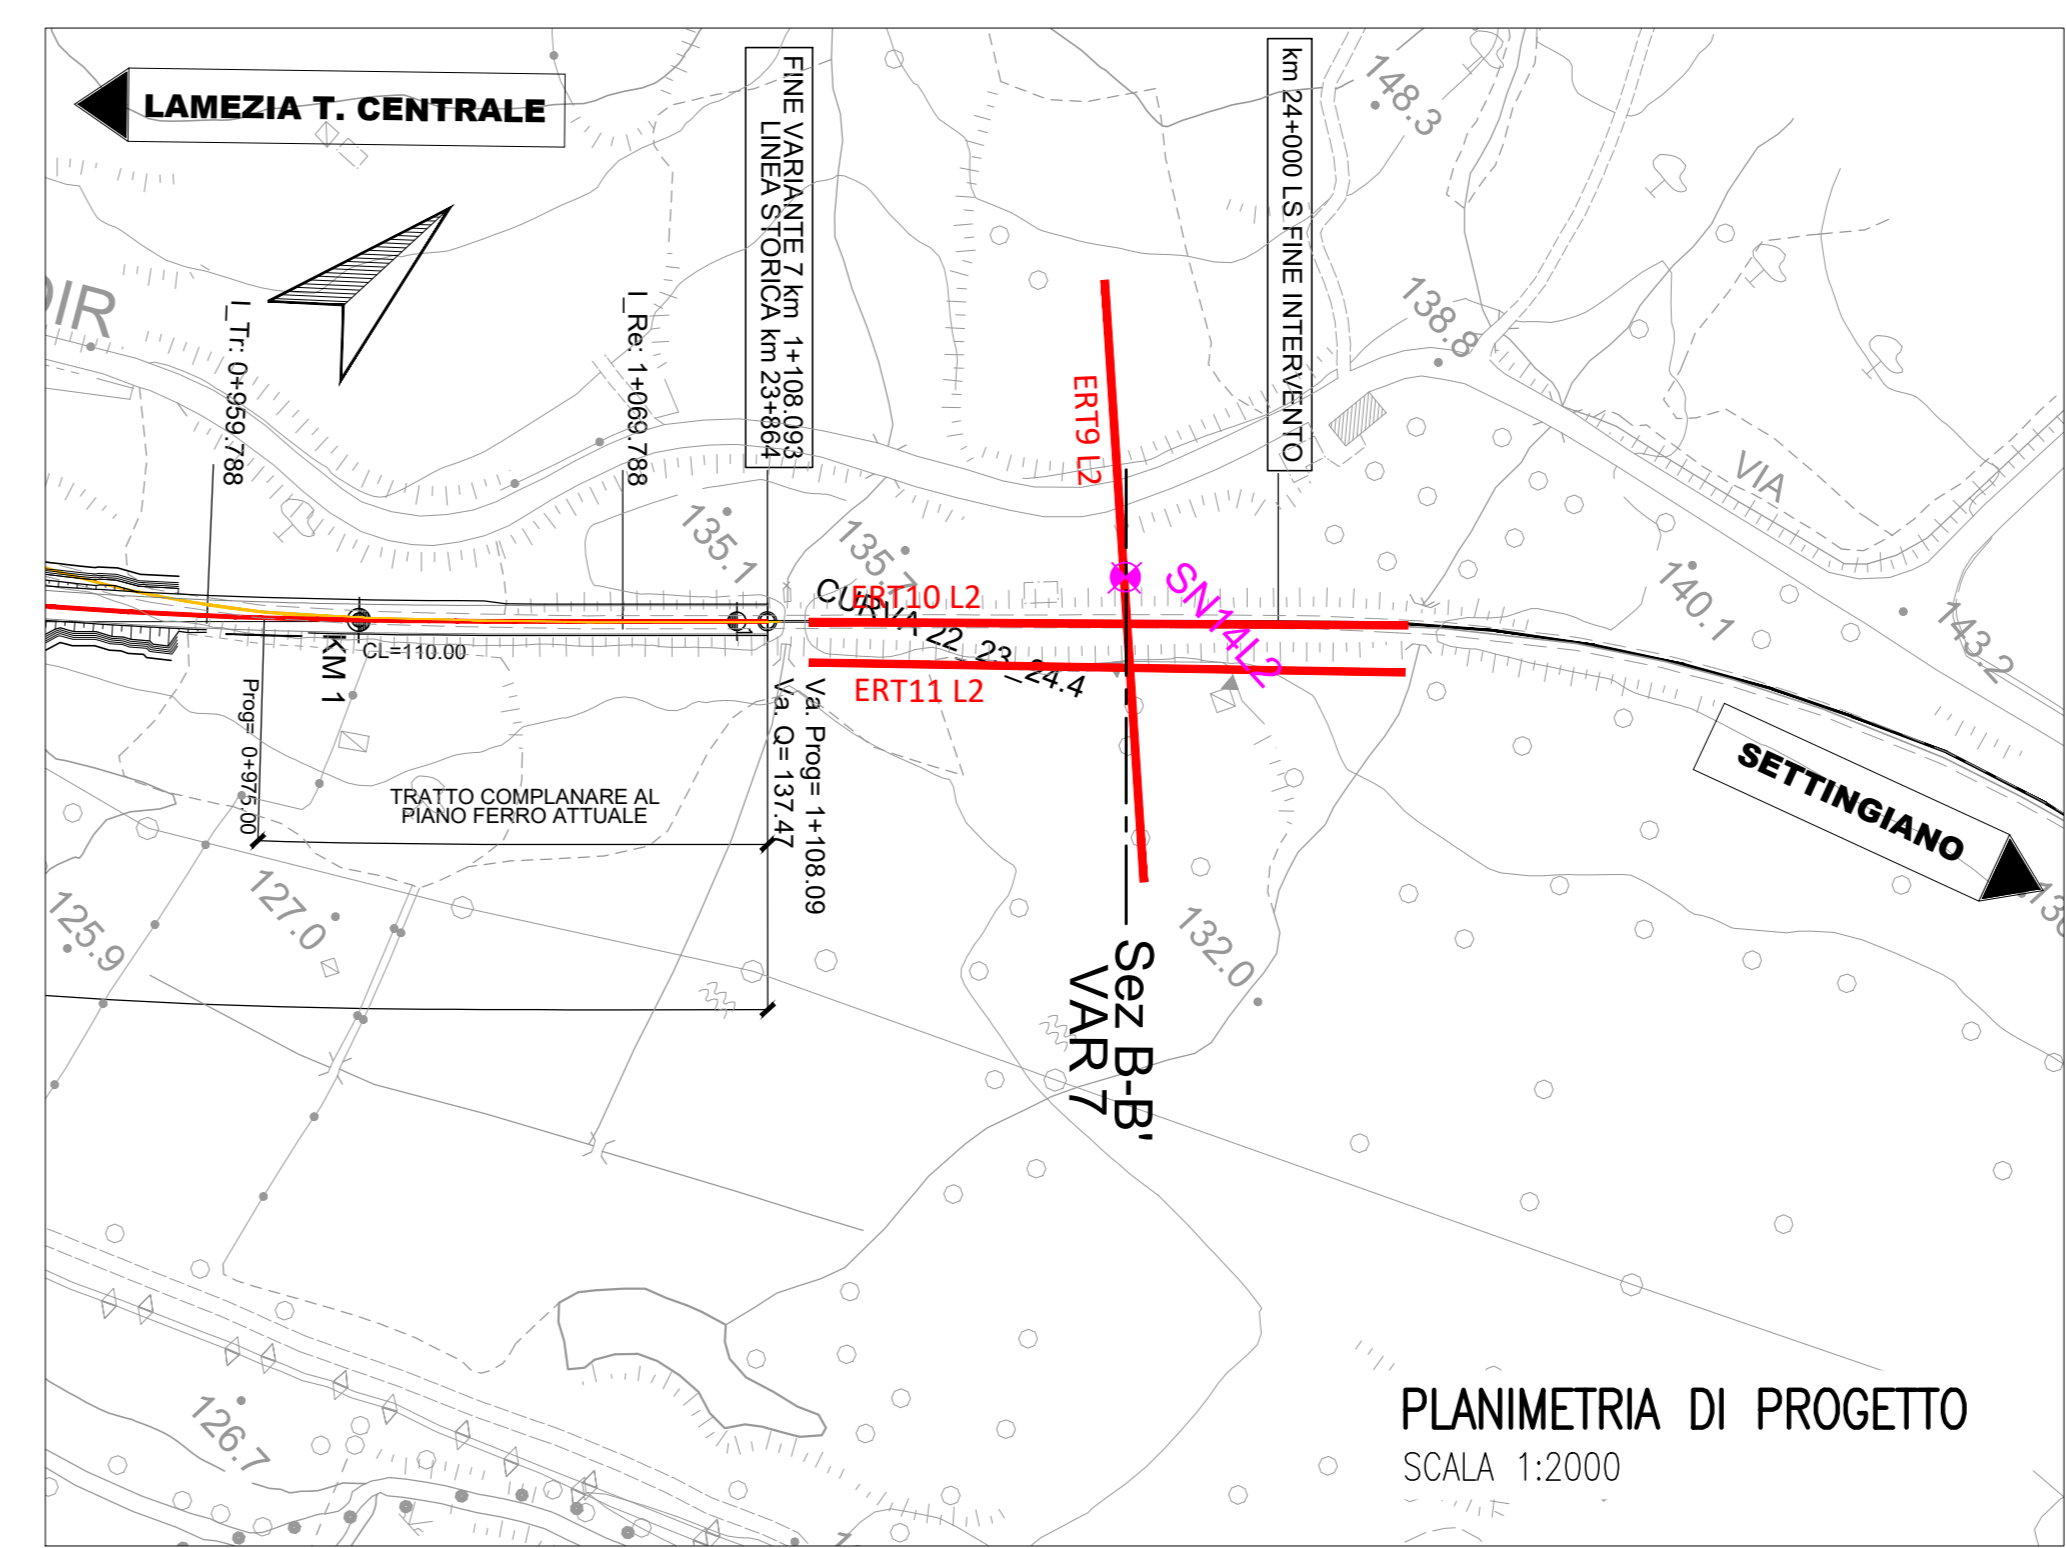 LAMEZIA T. CENTRALE
FINE VARIANTE 7 km 1+108.093
LINEA STORICA km 23+864
km 24+000 LS FINE INTERVENTO
148.3
138.8
I_Tr: 0+959.788
I_Re: 1+069.788
ERT9 L2
VIA
135.1
135.7
140.1
143.2
SN14L2
CURVA 22_23_24.4
ERT10 L2
ERT11 L2
KM 1
CL=110.00
Prog= 0+975.00
TRATTO COMPLANARE AL
PIANO FERRO ATTUALE
Va. Prog= 1+108.09
Va. Q= 137.47
SETTINGIANO
125.9
127.0
132.0
Sez B-B'
VAR 7
126.7
PLANIMETRIA DI PROGETTO
SCALA 1:2000